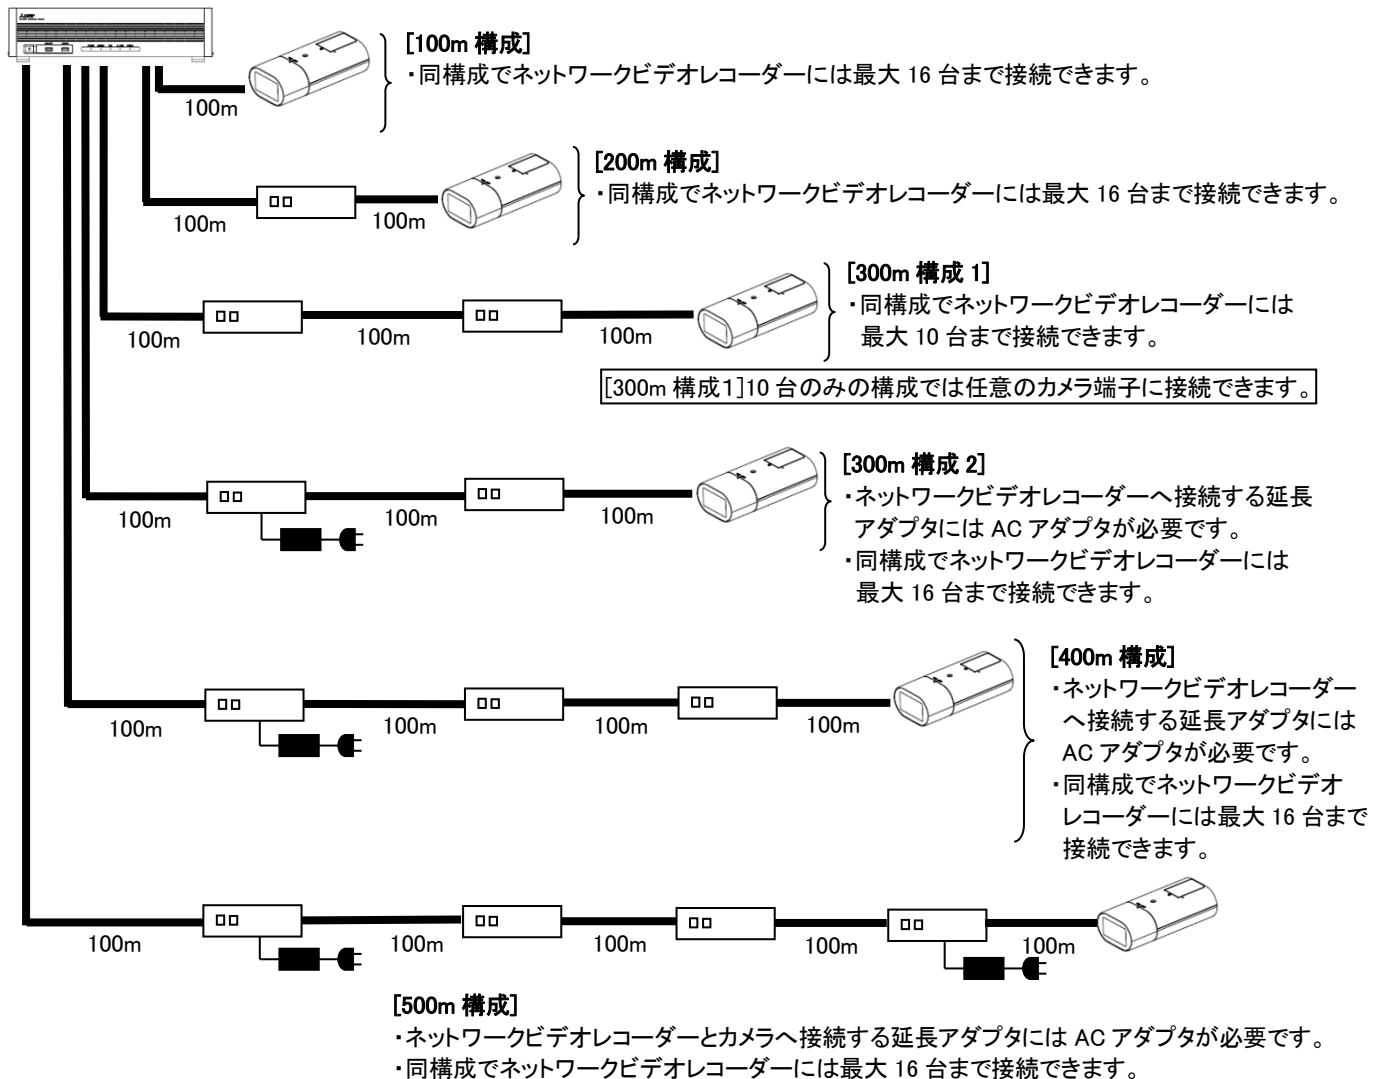 [100m 構成]
・同構成でネットワークビデオレコーダーには最大 16 台まで接続できます。
100m
[200m 構成]
・同構成でネットワークビデオレコーダーには最大 16 台まで接続できます。
100m 100m
[300m 構成 1]
・同構成でネットワークビデオレコーダーには
最大 10 台まで接続できます。
100m 100m 100m
[300m 構成1]10 台のみの構成では任意のカメラ端子に接続できます。
[300m 構成 2]
・ネットワークビデオレコーダーへ接続する延長
アダプタには AC アダプタが必要です。
・同構成でネットワークビデオレコーダーには
最大 16 台まで接続できます。
100m 100m 100m
[400m 構成]
・ネットワークビデオレコーダー
へ接続する延長アダプタには
AC アダプタが必要です。
・同構成でネットワークビデオ
レコーダーには最大 16 台まで
接続できます。
100m 100m 100m 100m
100m 100m 100m 100m 100m
[500m 構成]
・ネットワークビデオレコーダーとカメラへ接続する延長アダプタには AC アダプタが必要です。
・同構成でネットワークビデオレコーダーには最大 16 台まで接続できます。